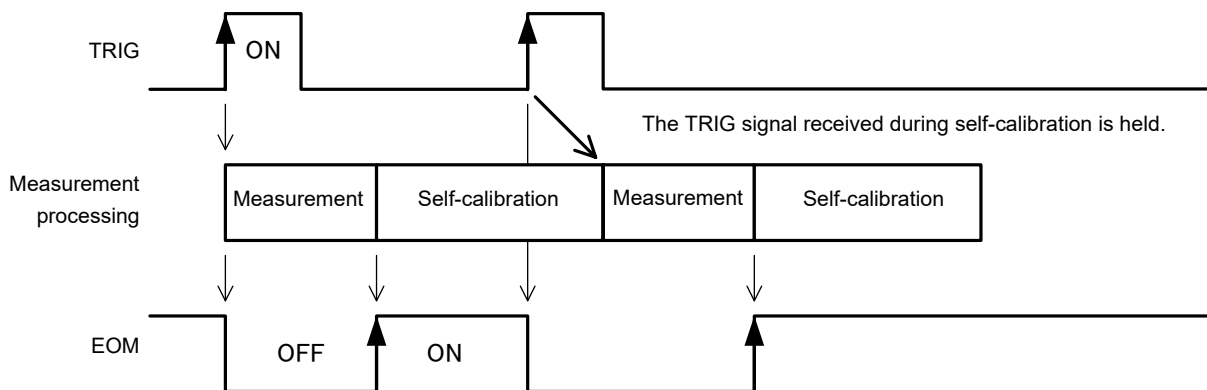 TRIG
ON
The TRIG signal received during self-calibration is held.
Measurement
processing
Measurement
Self-calibration
Measurement
Self-calibration
EOM
OFF
ON